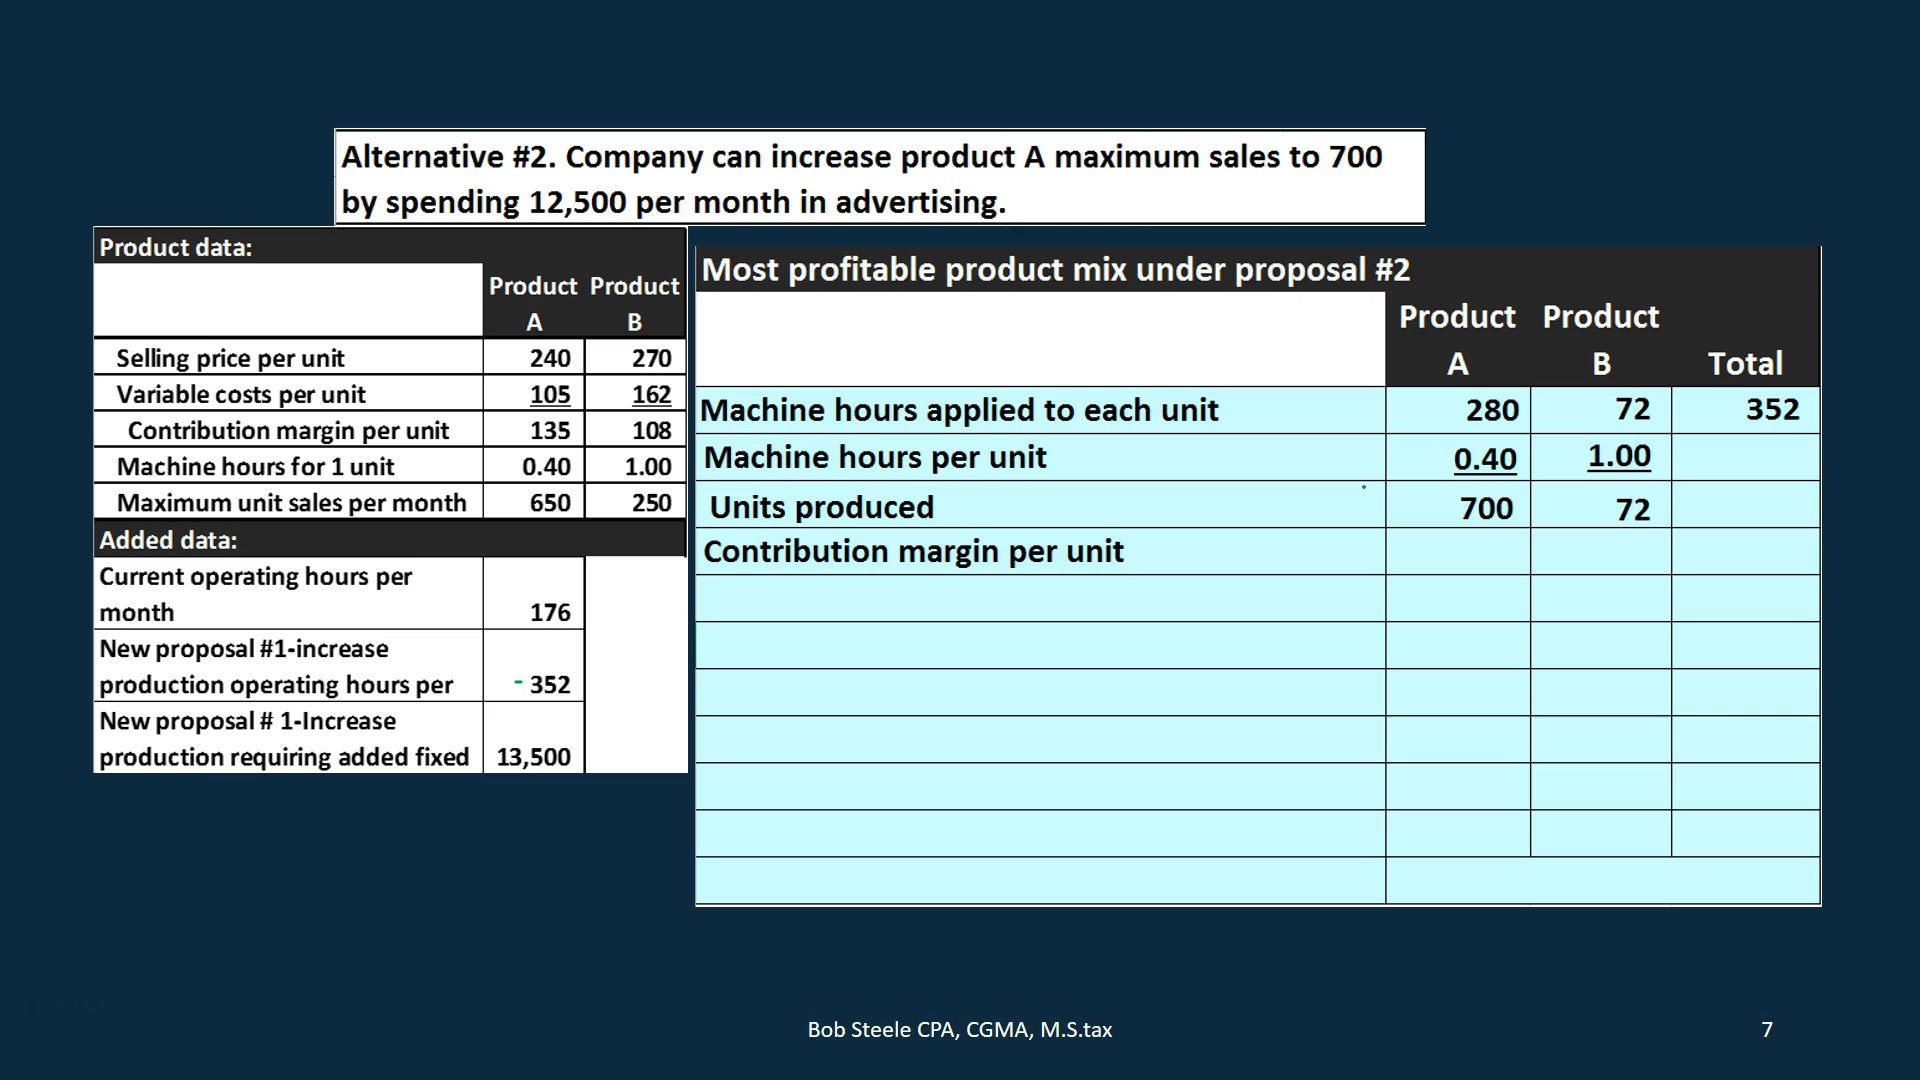 Alternative #2. Company can increase product A maximum sales to 700
by spending 12,500 per month in advertising.
Product data:
Product Product
A B
Selling price per unit 240 270
Variable costs per unit 105 162
Contribution margin per unit 135 108
Machine hours for 1 unit 0.40 1.00
Maximum unit sales per month 650 250
Added data:
Current operating hours per
month 176
New proposal #1-increase
production operating hours per - 352
New proposal # 1-Increase
production requiring added fixed 13,500
Most profitable product mix under proposal #2
Product Product
A B Total
Machine hours applied to each unit 280 72 352
Machine hours per unit 0.40 1.00
Units produced 700 72
Contribution margin per unit
Bob Steele CPA, CGMA, M.S.tax
7